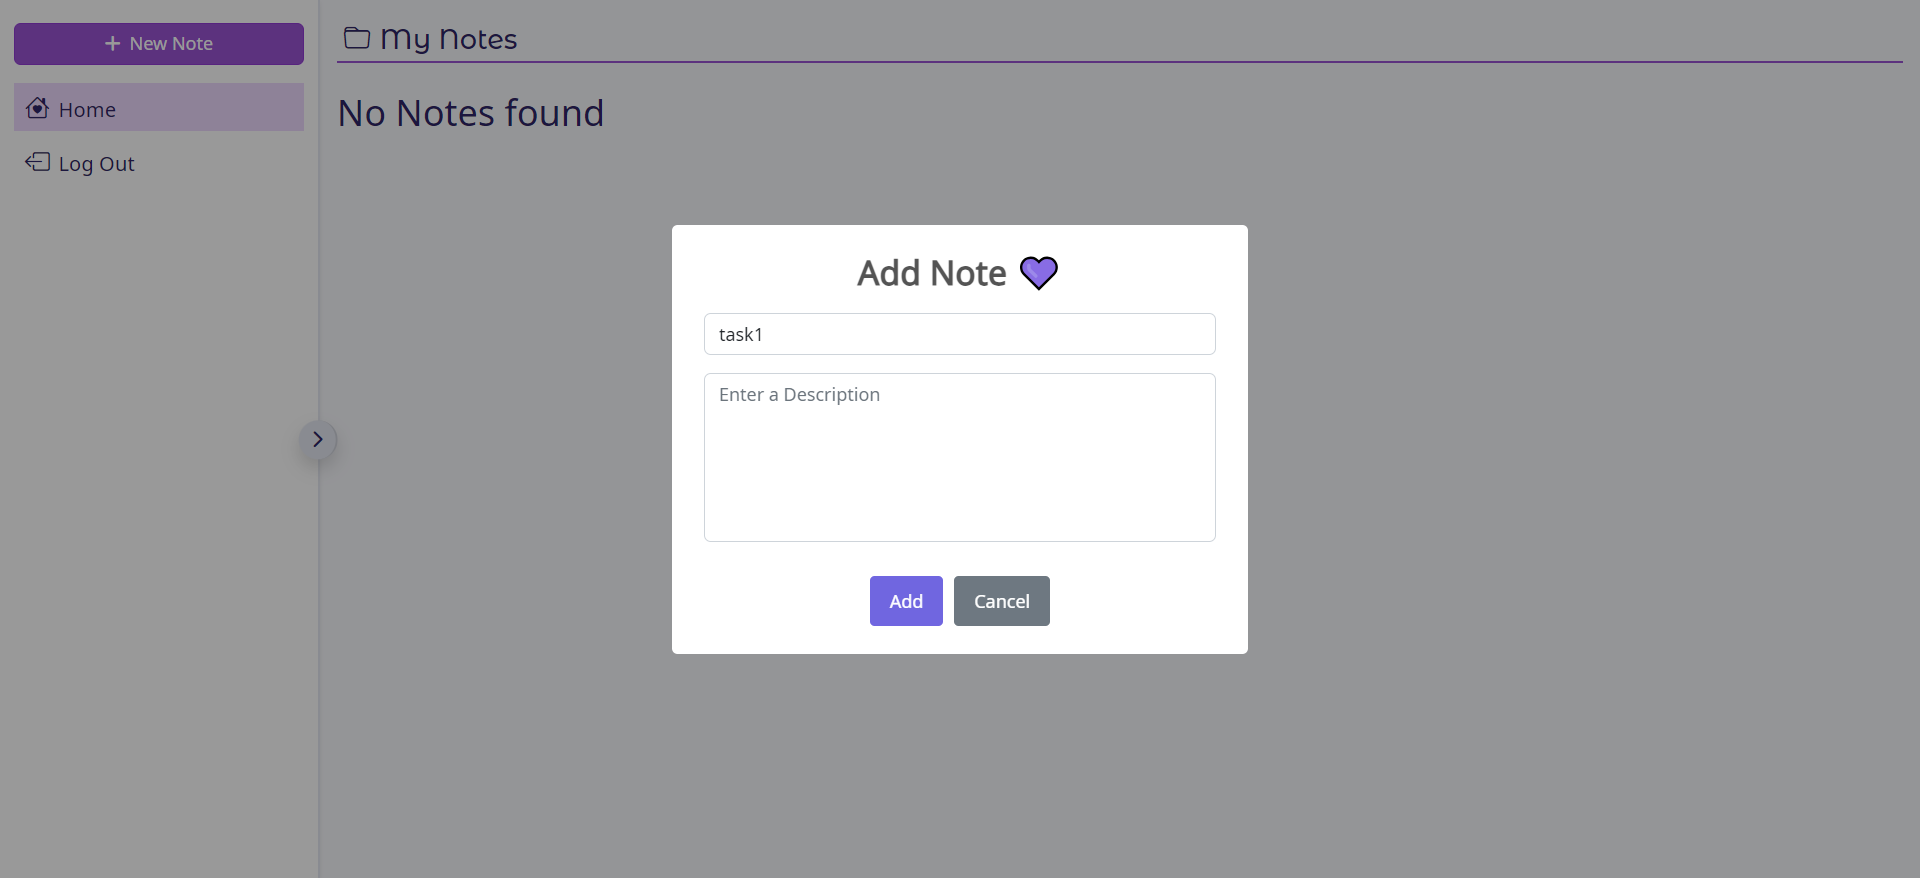 New Note
Home
Log Out
My Notes
No Notes found
Add Note
task1
Enter a Description
Add
Cancel